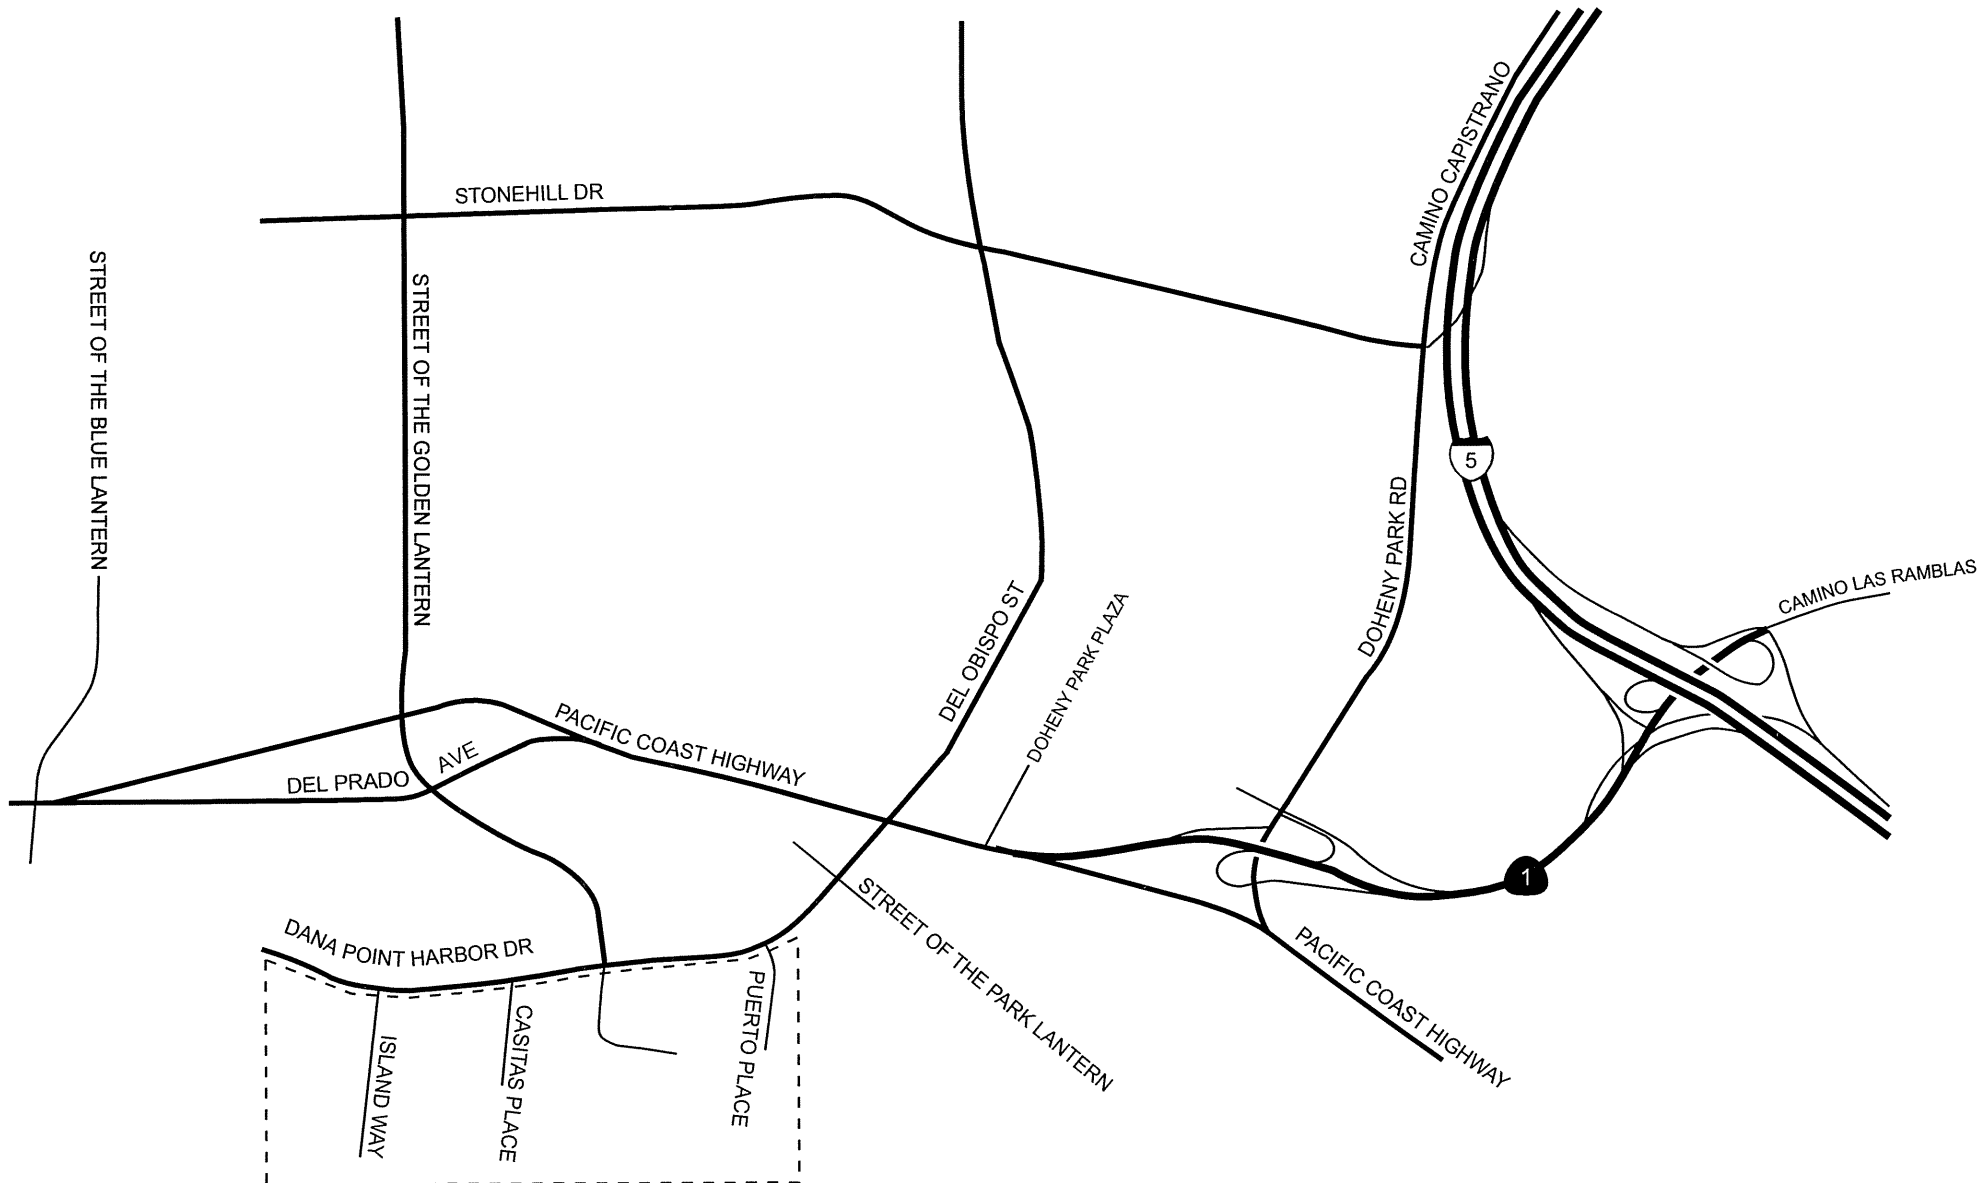 CAMINO CAPISTRANO
STONEHILL DR
STREET OF THE BLUE LANTERN
STREET OF THE GOLDEN LANTERN
5
DOHENY PARK RD
CAMINO LAS RAMBLAS
DEL OBISPO ST
DOHENY PARK PLAZA
PACIFIC COAST HIGHWAY
DEL PRADO AVE
1
STREET OF THE PARK LANTERN
DANA POINT HARBOR DR
PACIFIC COAST HIGHWAY
PUERTO PLACE
CASITAS PLACE
ISLAND WAY